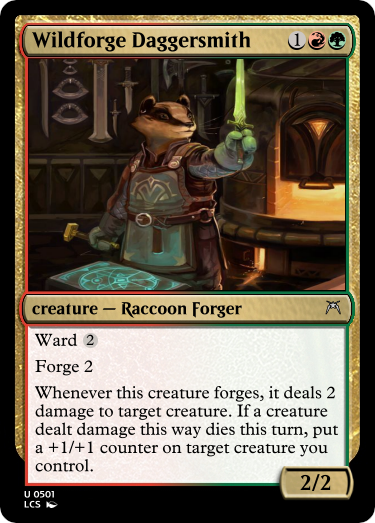 Wildforge Daggersmith 1
creature — Raccoon Forger
Ward 2
Forge 2
Whenever this creature forges, it deals 2
damage to target creature. If a creature
dealt damage this way dies this turn, put
a +1/+1 counter on target creature you
control.
2/2
U 0501
LCS